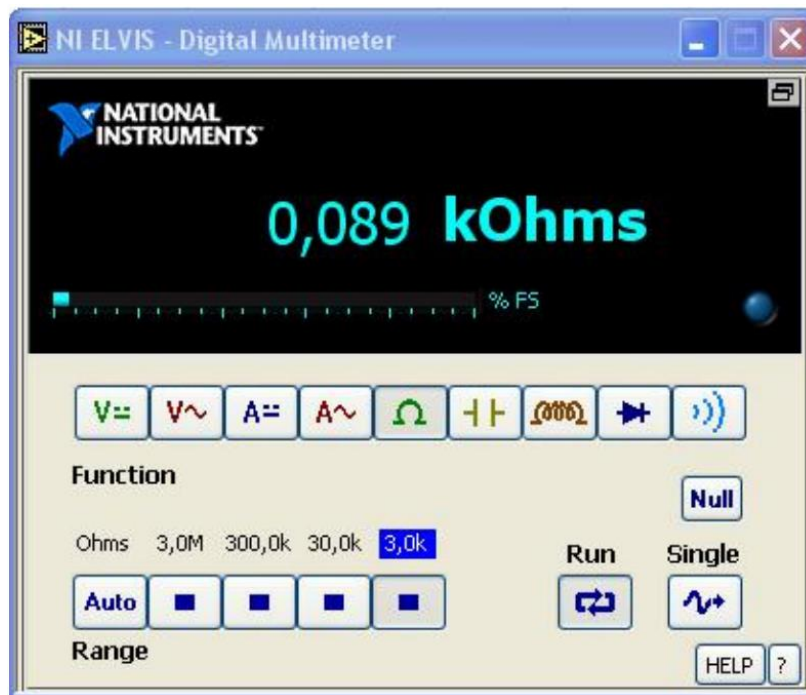 NI ELVIS - Digital Multimeter
NATIONAL
INSTRUMENTS™
0,089 kOhms
% FS
V V A A Ω
Function
Null
Ohms 3,0M 300,0k 30,0k 3,0k
Run Single
Auto
Range
HELP ?